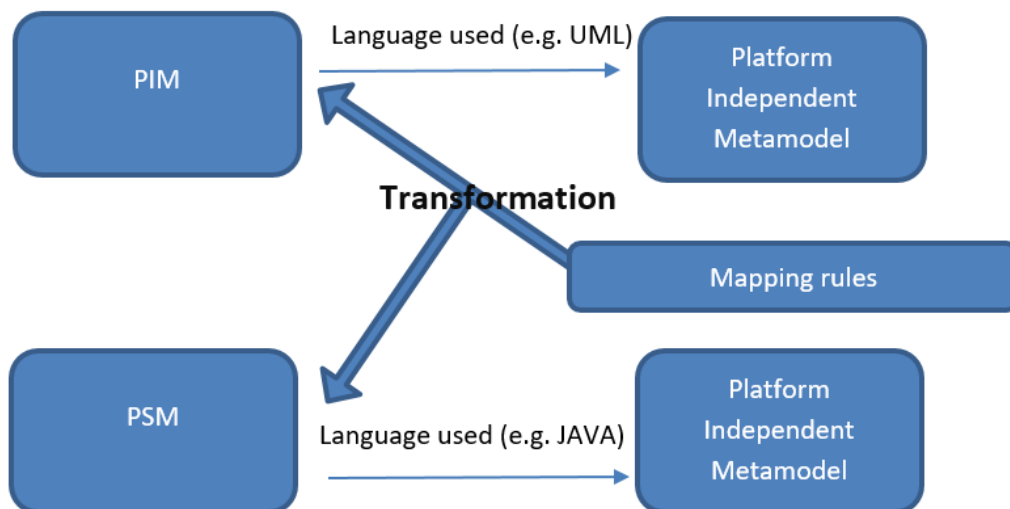 Language used (e.g. UML)
PIM
Platform
Independent
Metamodel
Transformation
Mapping rules
PSM
Platform
Independent
Metamodel
Language used (e.g. JAVA)